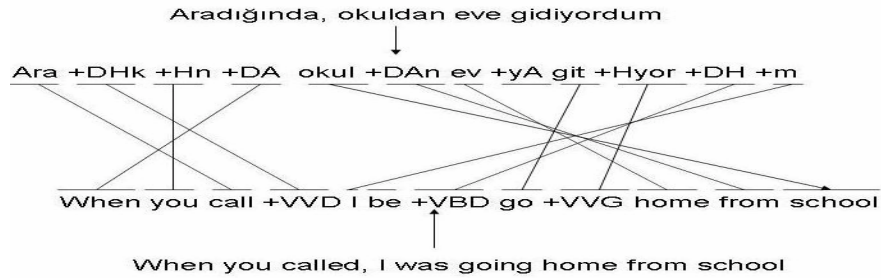 Aradığında, okuldan eve gidiyordum
Ara +DHk +Hn +DA okul +DAn ev +yA git +Hyor +DH +m
When you call +VVD I be +VBD go +VVG home from school
When you called, I was going home from school